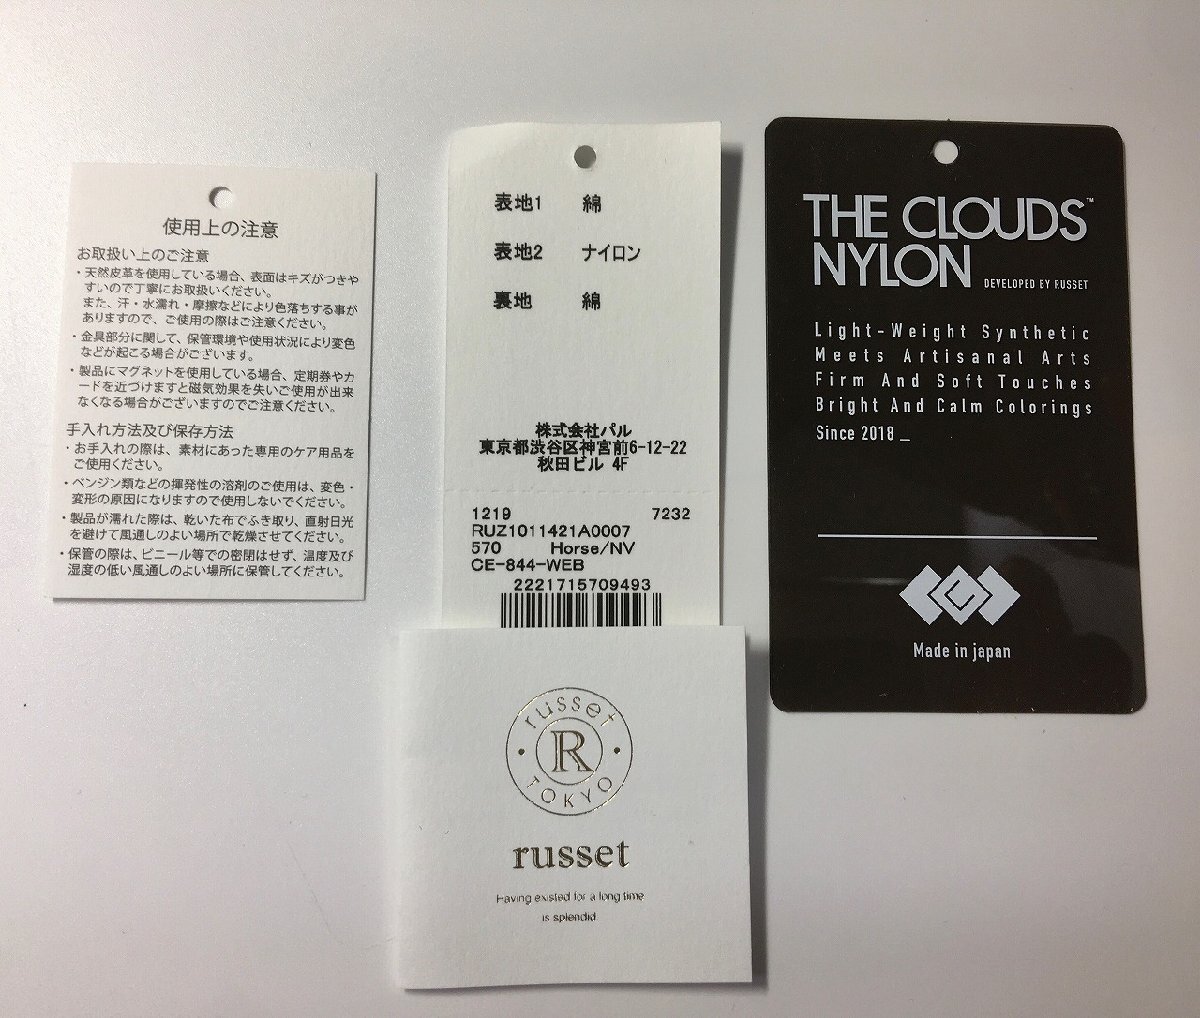 使用上の注意
お取扱い上のご注意
・天然皮革を使用している場合、表面はキズがつきや
すいので丁寧にお取扱いください。
また、汗・水濡れ・摩擦などにより色落ちする事が
ありますので、ご使用の際はご注意ください。
・金具部分に関して、保管環境や使用状況により変色
などが起こる場合がございます。
・製品にマグネットを使用している場合、定期券やカ
ードを近づけますと磁気効果を失いご使用が出来
なくなる場合がございますのでご注意ください。
手入れ方法及び保存方法
・お手入れの際は、素材にあった専用のケア用品を
ご使用ください。
・ベンジン類などの揮発性の溶剤のご使用は、変色・
変形の原因になりますので使用しないでください。
・製品が濡れた際は、乾いた布でふき取り、直射日光
を避けて風通しのよい場所で乾燥させてください。
・保管の際は、ビニール等での密閉はせず、温度及び
湿度の低い風通しのよい場所に保管してください。
表地1 綿
表地2 ナイロン
裏地 綿
株式会社パル
東京都渋谷区神宮前6-12-22
秋田ビル 4F
1219 7232
RUZ1011421A0007
570 Horse/NV
CE-844-WEB
2221715709493
russet
R
TOKYO
russet
Having existed for a long time
is splendid
THE CLOUDS™
NYLON DEVELOPED BY RUSSET
Light-Weight Synthetic
Meets Artisanal Arts
Firm And Soft Touches
Bright And Calm Colorings
Since 2018_
Made in japan